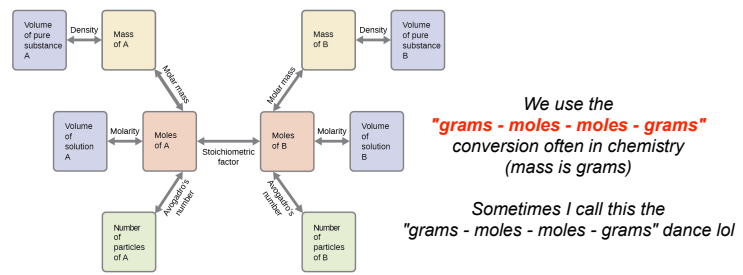 Volume
of pure
substance
A
Density
Mass
of A
Mass
of B
Density
Volume
of pure
substance
B
Molar mass
Molar mass
Volume
of
solution
A
Molarity
Moles
of A
Stoichiometric
factor
Moles
of B
Molarity
Volume
of
solution
B
Avogadro's
number
Avogadro's
number
Number
of
particles
of A
Number
of
particles
of B
We use the
"grams - moles - moles - grams"
conversion often in chemistry
(mass is grams)
Sometimes I call this the
"grams - moles - moles - grams" dance lol